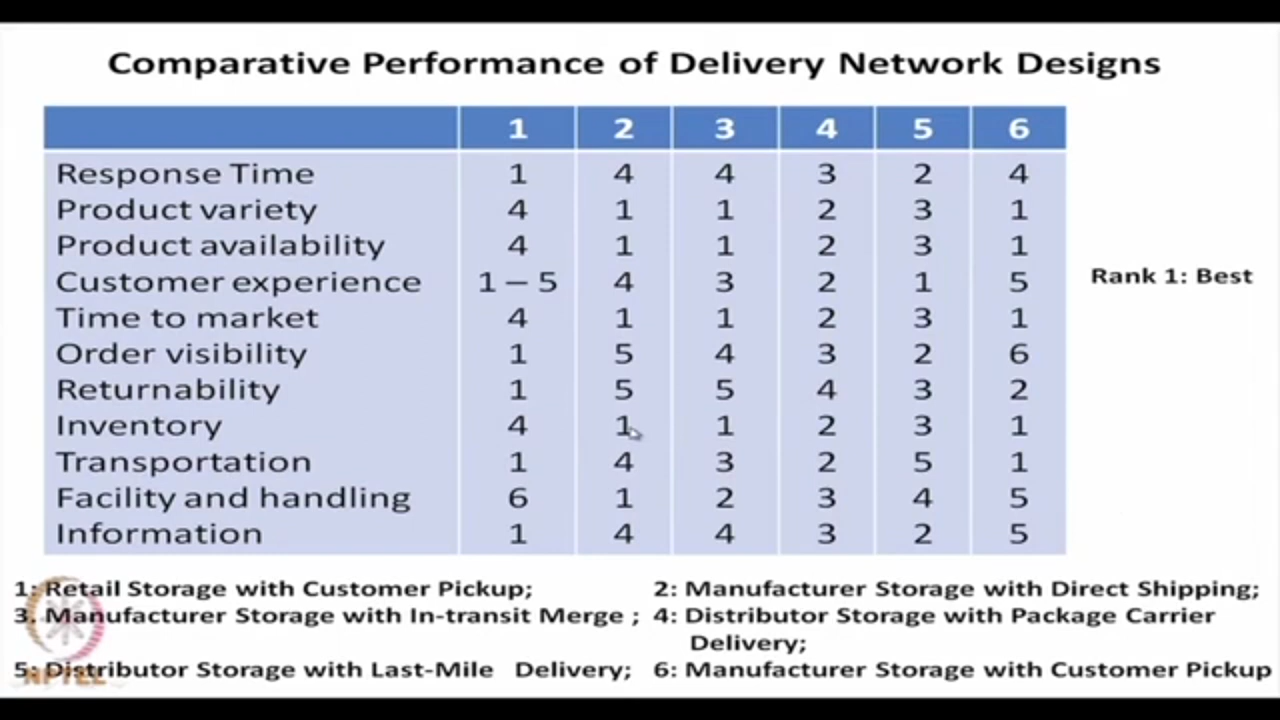 Comparative Performance of Delivery Network Designs
1 2 3 4 5 6
Response Time 1 4 4 3 2 4
Product variety 4 1 1 2 3 1
Product availability 4 1 1 2 3 1
Customer experience 1 – 5 4 3 2 1 5
Rank 1: Best
Time to market 4 1 1 2 3 1
Order visibility 1 5 4 3 2 6
Returnability 1 5 5 4 3 2
Inventory 4 1 1 2 3 1
Transportation 1 4 3 2 5 1
Facility and handling 6 1 2 3 4 5
Information 1 4 4 3 2 5
1: Retail Storage with Customer Pickup; 2: Manufacturer Storage with Direct Shipping;
3. Manufacturer Storage with In-transit Merge ; 4: Distributor Storage with Package Carrier
Delivery;
5: Distributor Storage with Last-Mile Delivery; 6: Manufacturer Storage with Customer Pickup
NPTEL